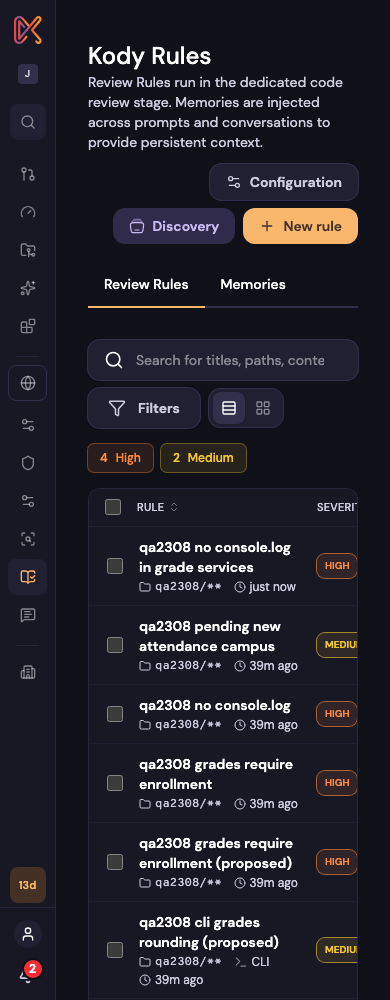 J
Kody Rules
Review Rules run in the dedicated code
review stage. Memories are injected
across prompts and conversations to
provide persistent context.
Configuration
Discovery
New rule
Review Rules
Memories
Search for titles, paths, conte
Filters
4 High
2 Medium
RULE
SEVERIT
qa2308 no console.log
in grade services
HIGH
qa2308/** just now
qa2308 pending new
attendance campus
MEDIU
qa2308/** 39m ago
qa2308 no console.log
HIGH
qa2308/** 39m ago
qa2308 grades require
enrollment
HIGH
qa2308/** 39m ago
qa2308 grades require
enrollment (proposed)
HIGH
qa2308/** 39m ago
qa2308 cli grades
rounding (proposed)
MEDIU
qa2308/** CLI
39m ago
13d
2